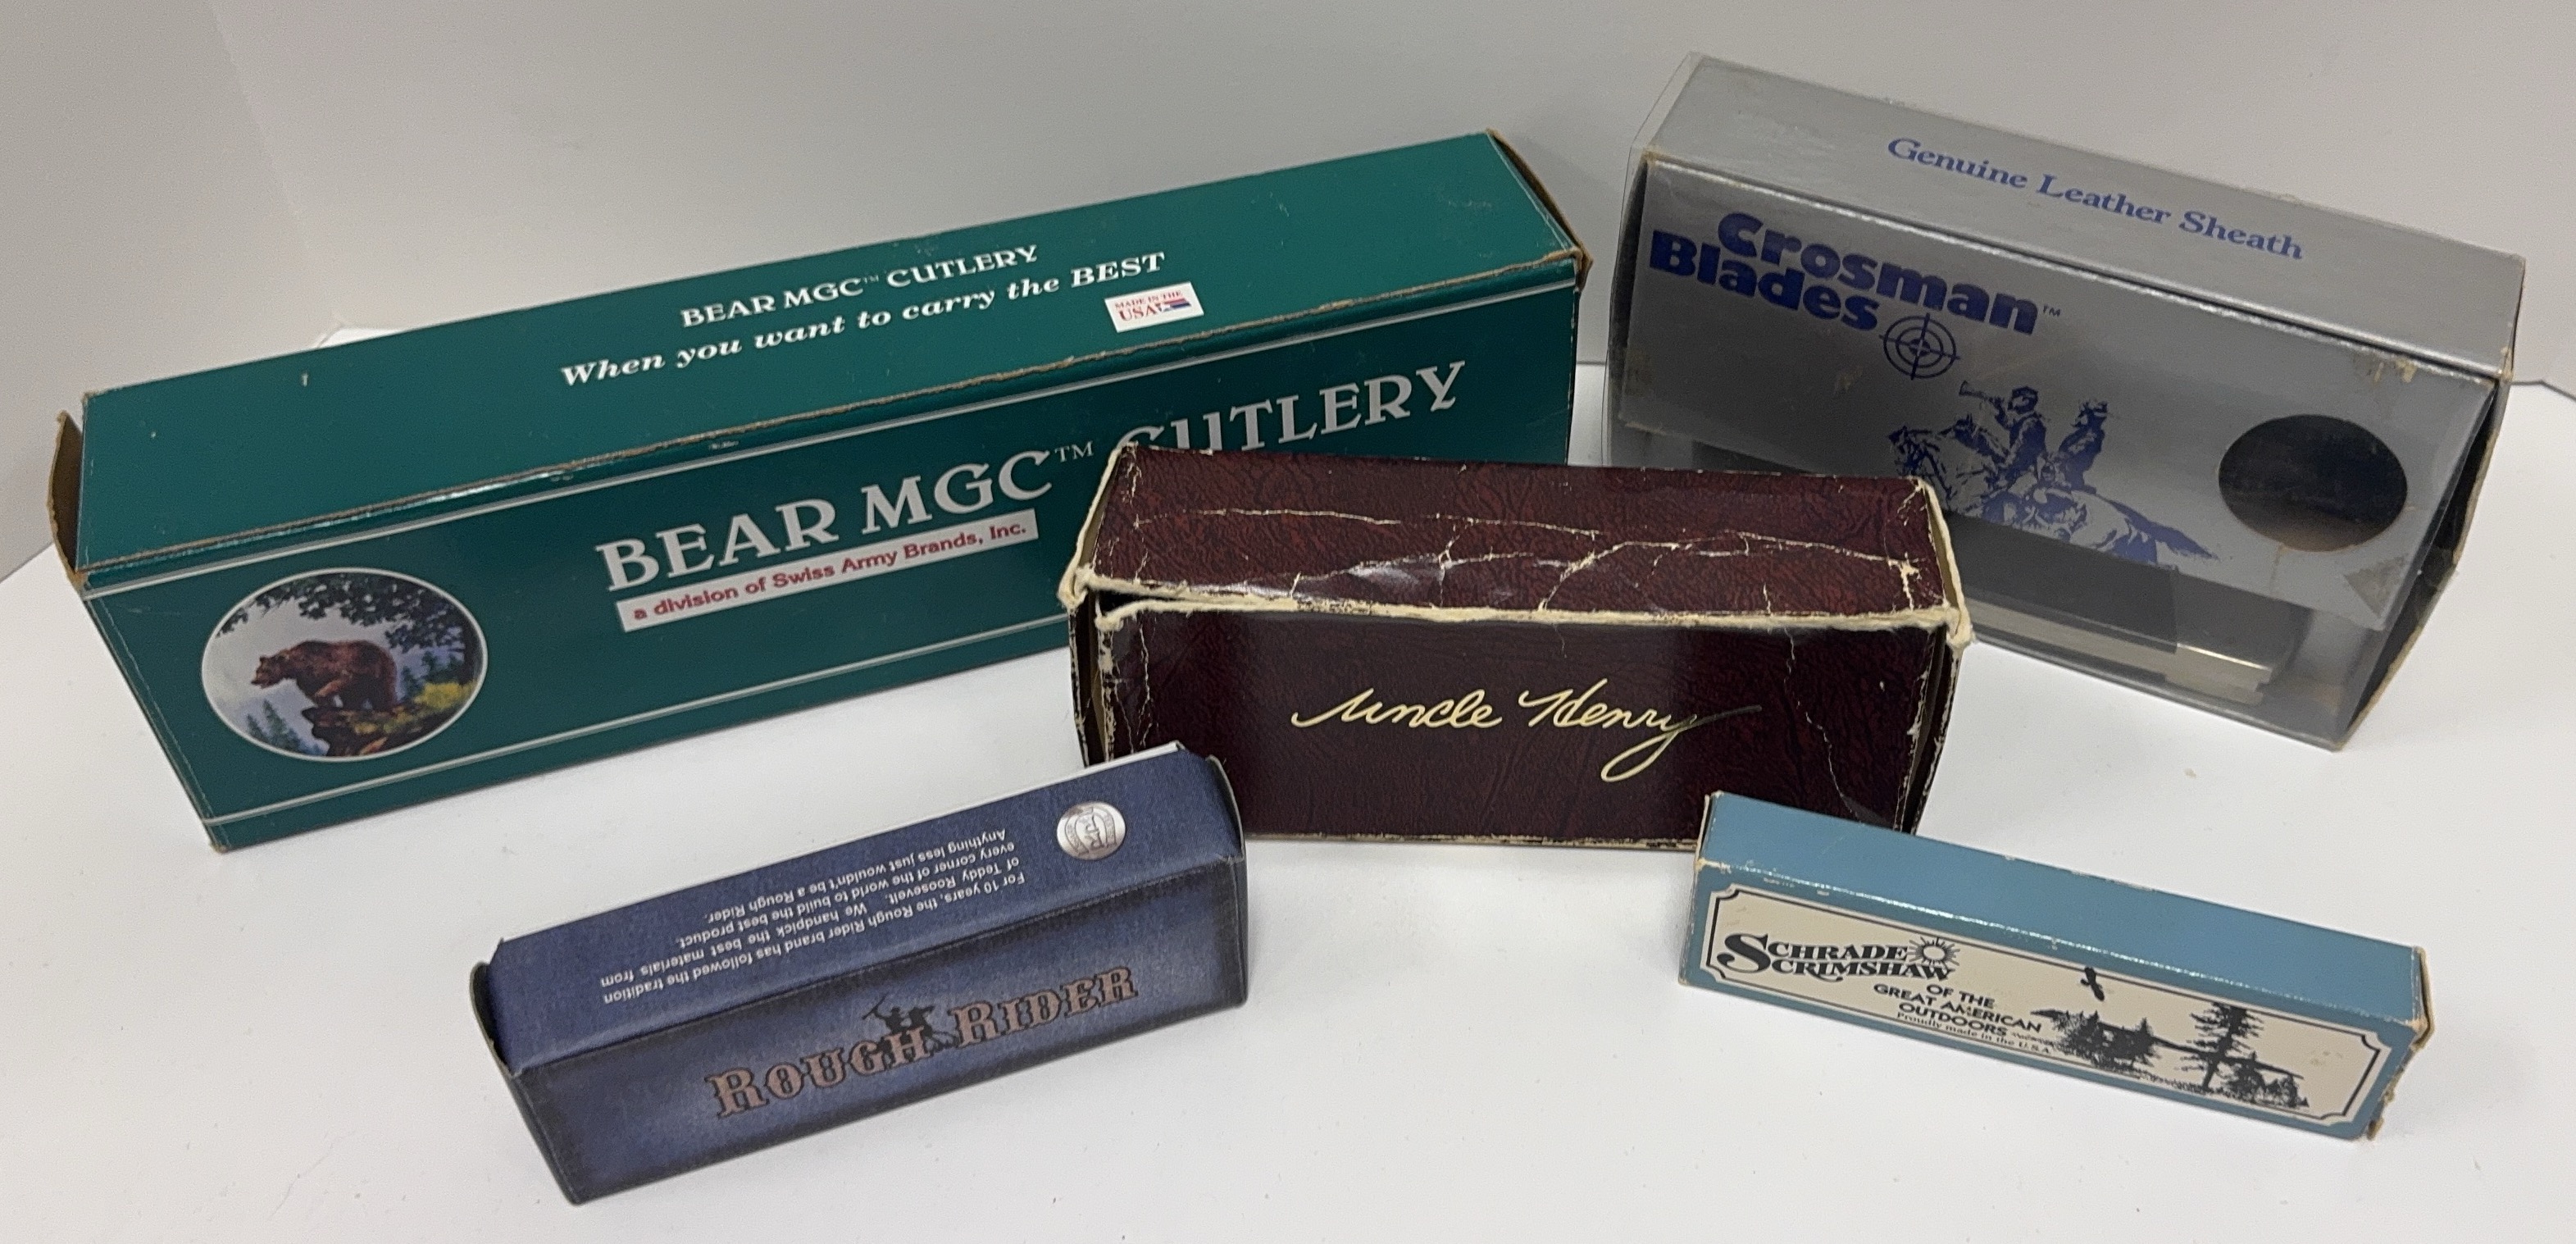 BEAR MGC™ CUTLERY
When you want to carry the BEST
MADE IN THE
USA
BEAR MGC™ CUTLERY
a division of Swiss Army Brands, Inc.
Genuine Leather Sheath
Crosman
Blades™
Uncle Henry
For 10 years, the Rough Rider brand has followed the tradition
of Teddy Roosevelt. We handpick the best materials from
every corner of the world to build the best product.
Anything less just wouldn't be a Rough Rider.
ROUGH RIDER
SCHRADE
SCRIMSHAW
OF THE
GREAT AMERICAN
OUTDOORS
Proudly made in the U.S.A.